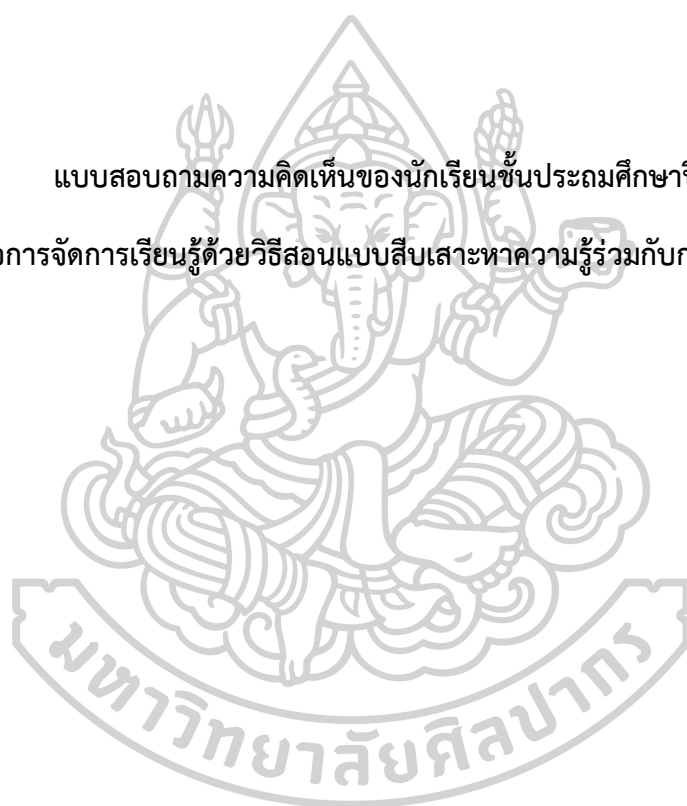 แบบสอบถามความคิดเห็นของนักเรียนชั้นประถมศึกษา
การจัดการเรียนรู้ด้วยวิธีสอนแบบสืบเสาะหาความรู้ร่วมกับ
มหาวิทยาลัยศิลปากร